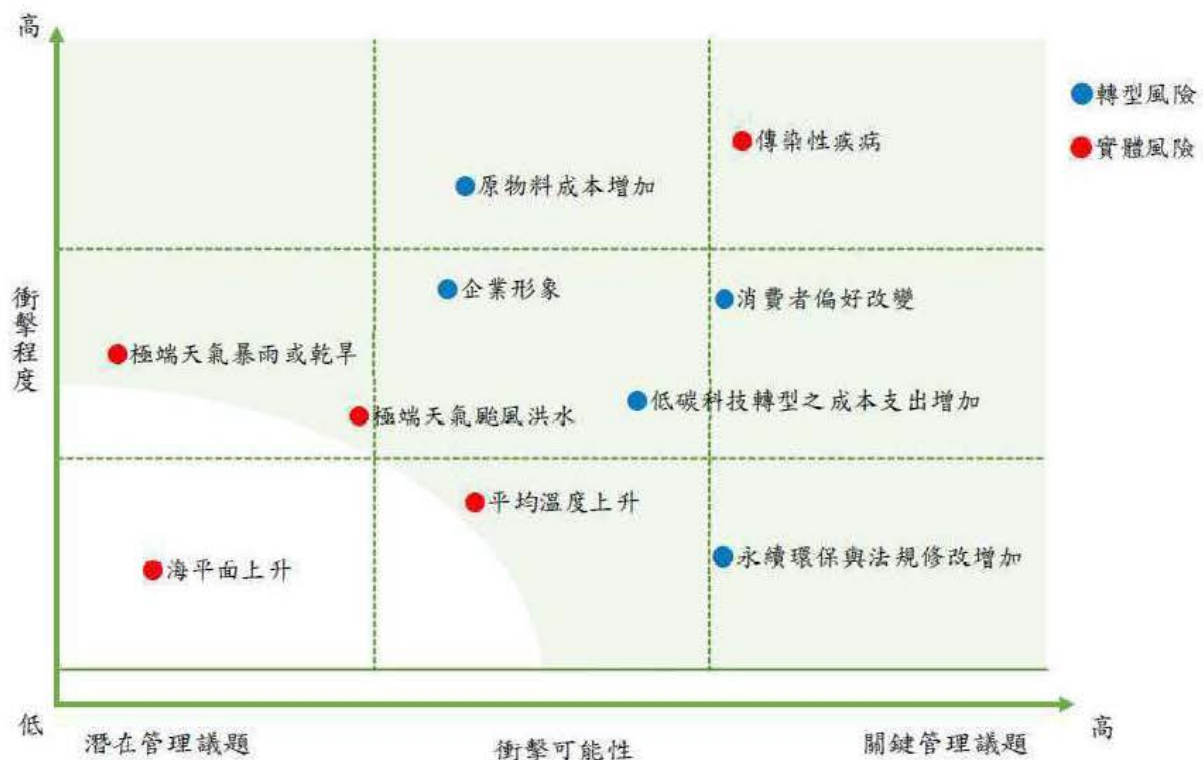 高
轉型風險
傳染性疾病
實體風險
原物料成本增加
企業形象
消費者偏好改變
衝擊程度
極端天氣暴雨或乾旱
低碳科技轉型之成本支出增加
極端天氣颱風洪水
平均溫度上升
永續環保與法規修改增加
海平面上升
低
高
潛在管理議題
衝擊可能性
關鍵管理議題